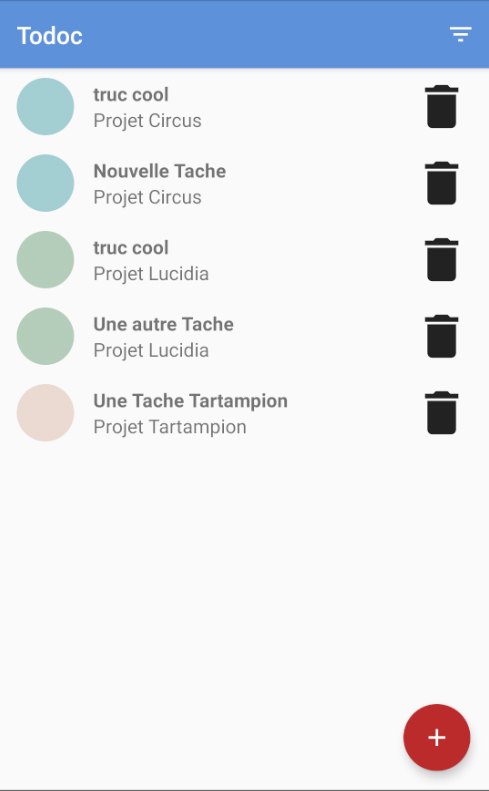 Todoc
truc cool
Projet Circus
Nouvelle Tache
Projet Circus
truc cool
Projet Lucidia
Une autre Tache
Projet Lucidia
Une Tache Tartampion
Projet Tartampion